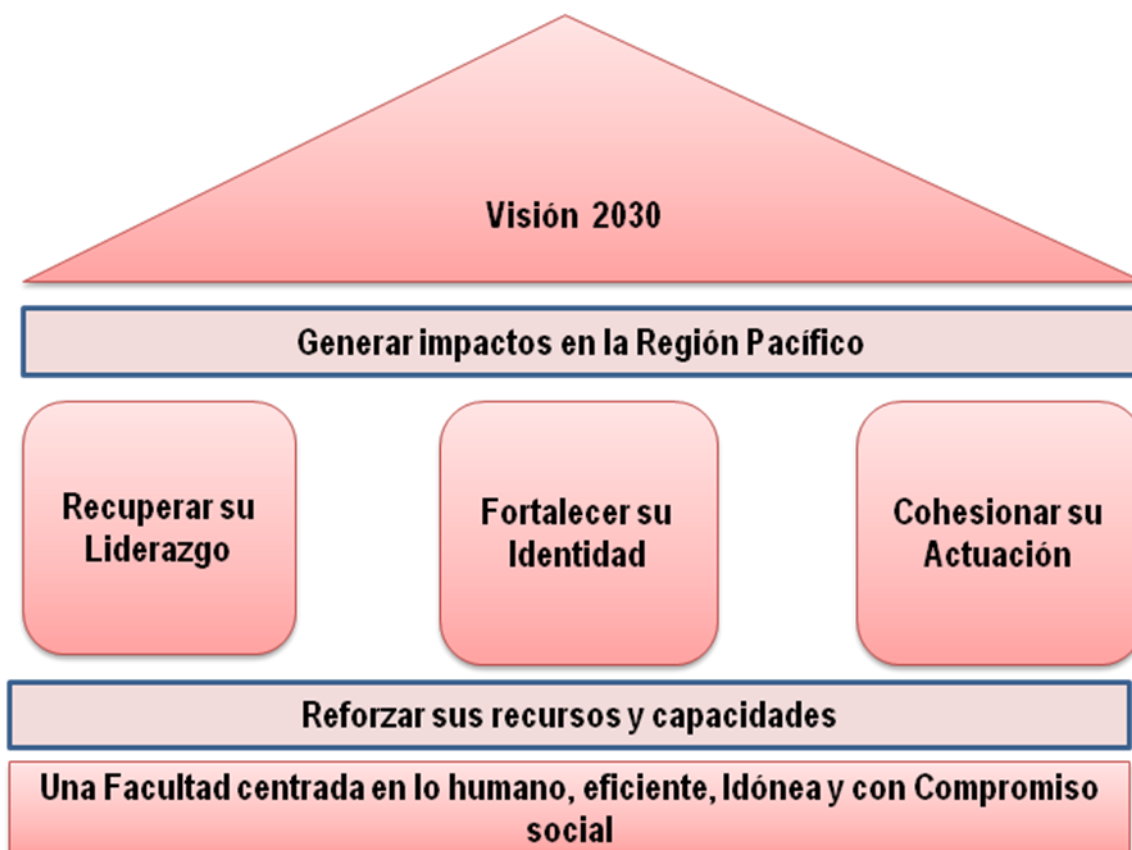 Visión 2030
Generar impactos en la Región Pacífico
Recuperar su
Liderazgo
Fortalecer su
Identidad
Cohesionar su
Actuación
Reforzar sus recursos y capacidades
Una Facultad centrada en lo humano, eficiente, Idónea y con Compromiso
social